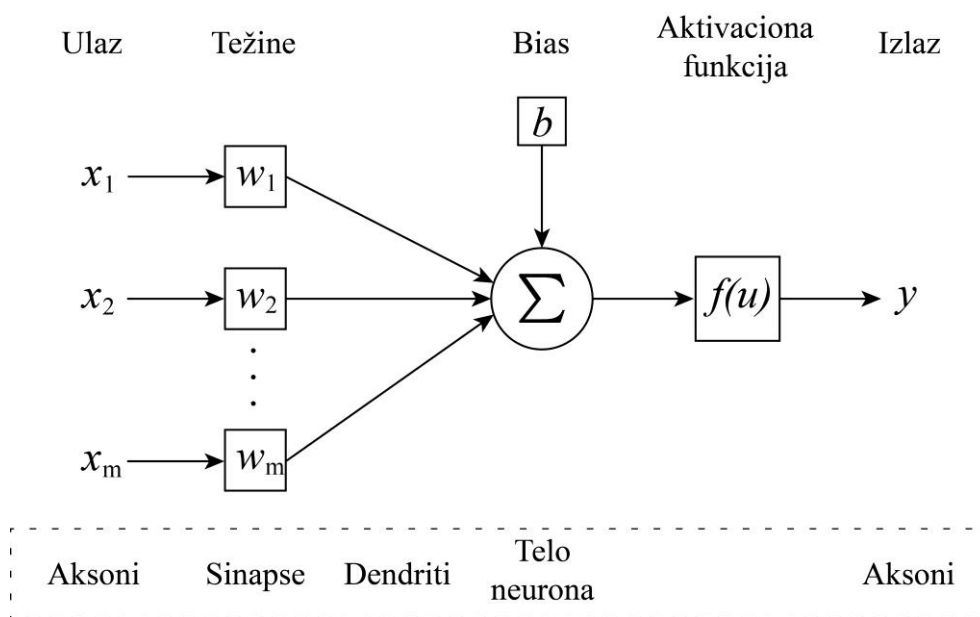 Ulaz
Težine
Bias
Aktivaciona
funkcija
Izlaz
b
x₁
w₁
x₂
w₂
Σ
f(u)
y
.
.
.
xₘ
wₘ
Aksoni
Sinapse
Dendriti
Telo
neurona
Aksoni